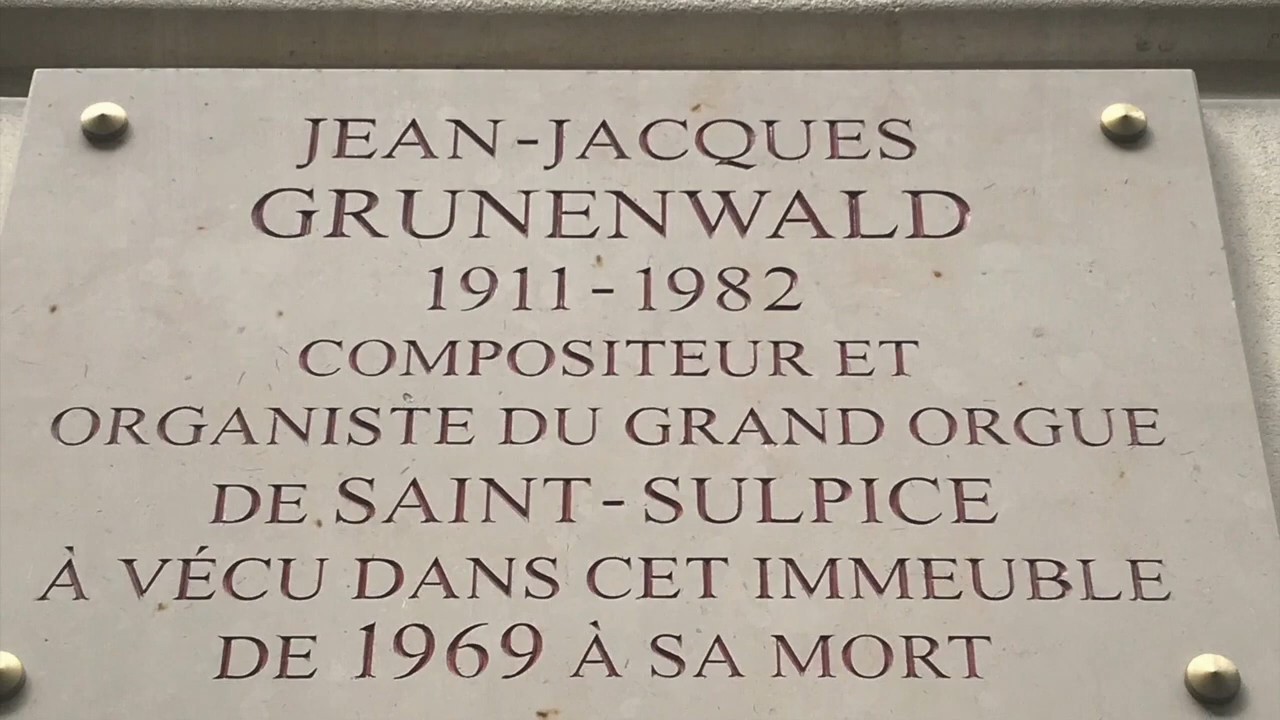 JEAN-JACQUES
GRUNENWALD
1911-1982
COMPOSITEUR ET
ORGANISTE DU GRAND ORGUE
DE SAINT-SULPICE
À VÉCU DANS CET IMMEUBLE
DE 1969 À SA MORT